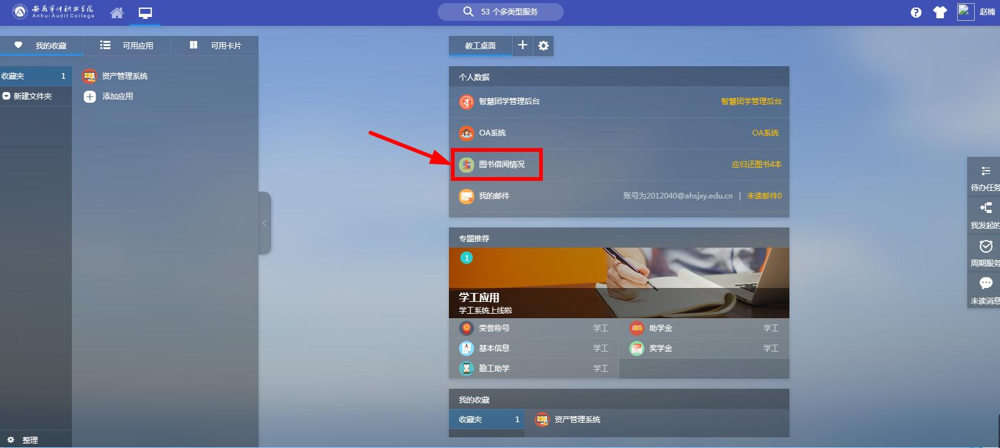 安徽审计职业学院
Anhui Audit College
53 个多类型服务
赵楠
我的收藏
可用应用
可用卡片
收藏夹 1
新建文件夹
资产管理系统
添加应用
整理
教工桌面
个人数据
智慧团学管理后台 智慧团学管理后台
OA系统 OA系统
图书借阅情况 应归还图书4本
我的邮件 账号为2012040@ahsjxy.edu.cn | 未读邮件0
专题推荐
1
学工应用
学工系统上线啦
荣誉称号 学工 助学金 学工
基本信息 学工 奖学金 学工
勤工助学 学工
我的收藏
收藏夹 1 资产管理系统
待办任务
我发起的
周期服务
未读消息